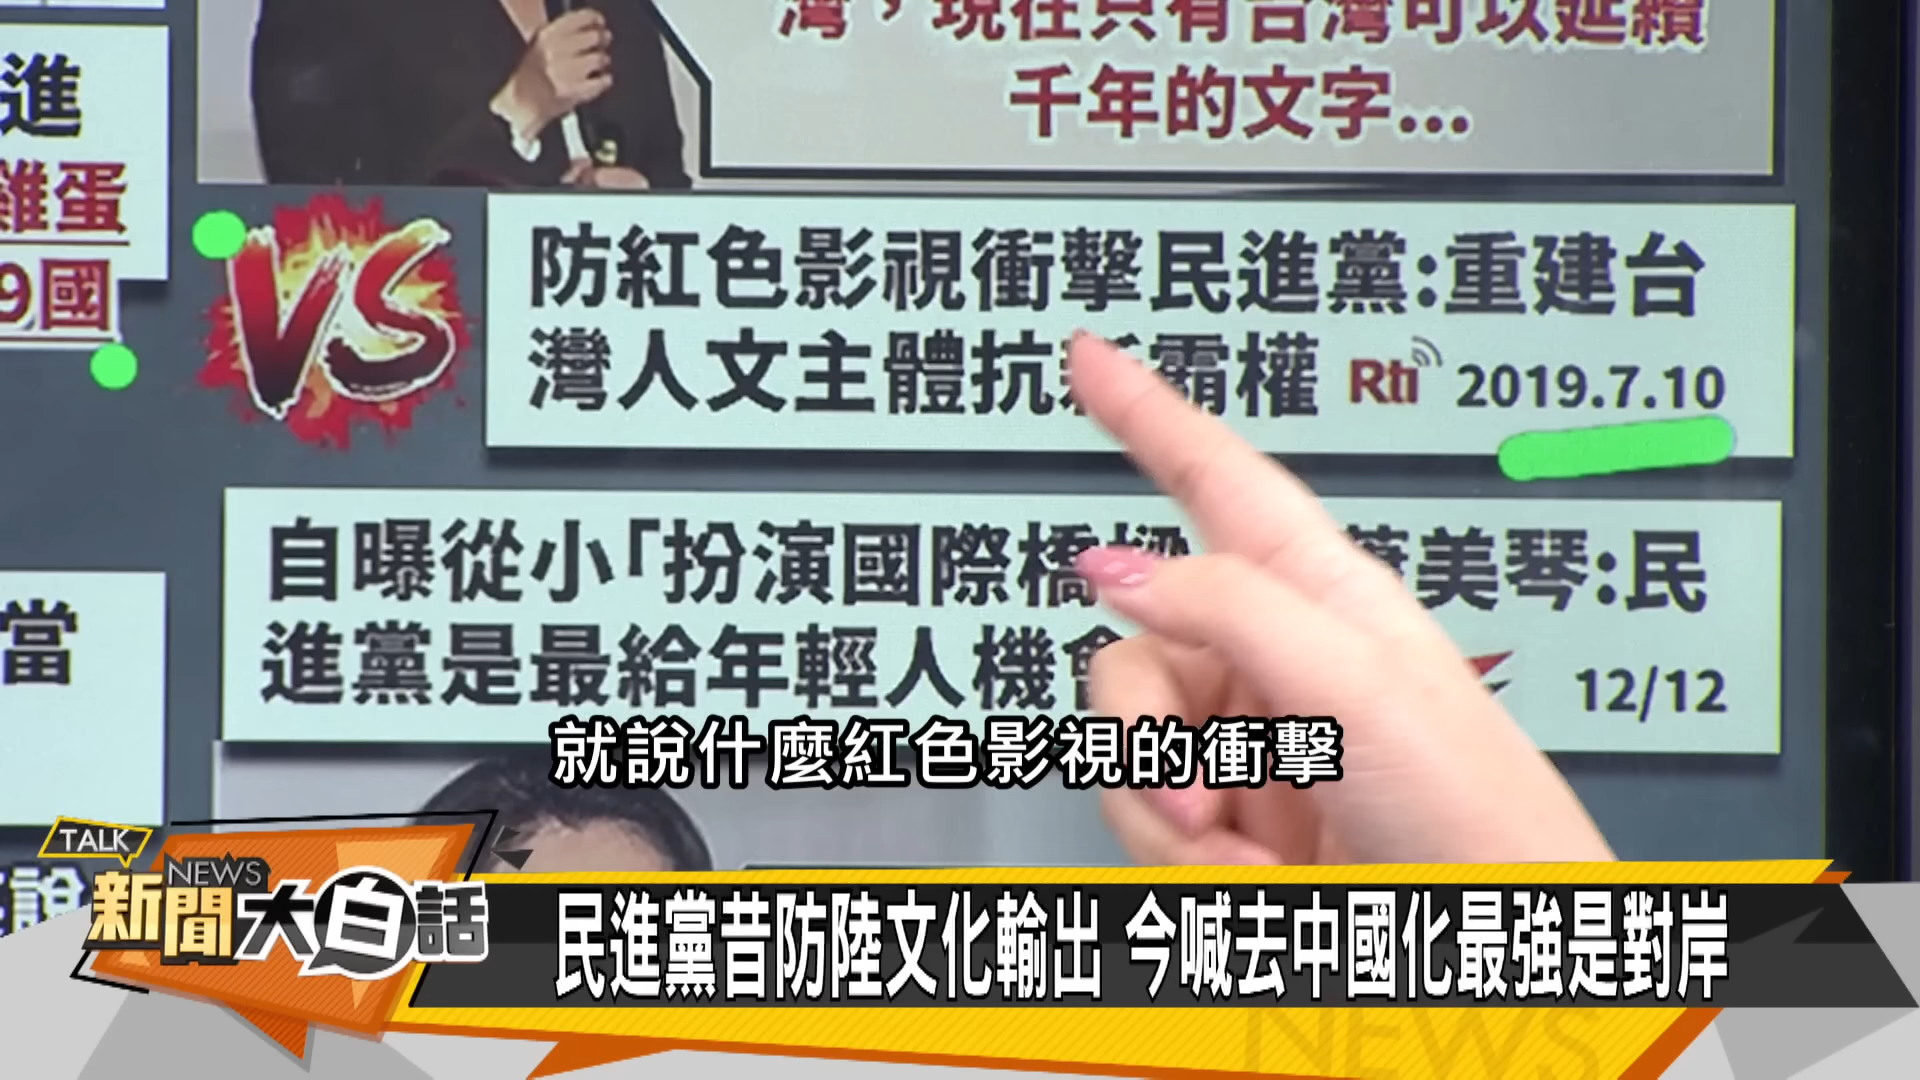 灣，現在只有台灣可以延續
千年的文字...
進
雞蛋
9國
VS
防紅色影視衝擊民進黨:重建台
灣人文主體抗 霸權 Rti 2019.7.10
自曝從小「扮演國際橋 美琴:民
進黨是最給年輕人機 12/12
當
就說什麼紅色影視的衝擊
TALK
NEWS
新聞大白話
民進黨昔防陸文化輸出 今喊去中國化最強是對岸
NEWS